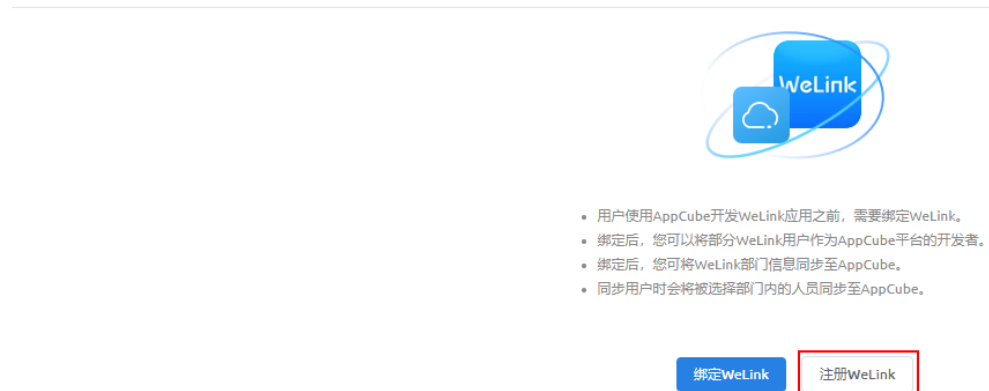 WeLink
用户使用AppCube开发WeLink应用之前，需要绑定WeLink。
绑定后，您可以将部分WeLink用户作为AppCube平台的开发者。
绑定后，您可将WeLink部门信息同步至AppCube。
同步用户时会将被选择部门内的人员同步至AppCube。
绑定WeLink 注册WeLink